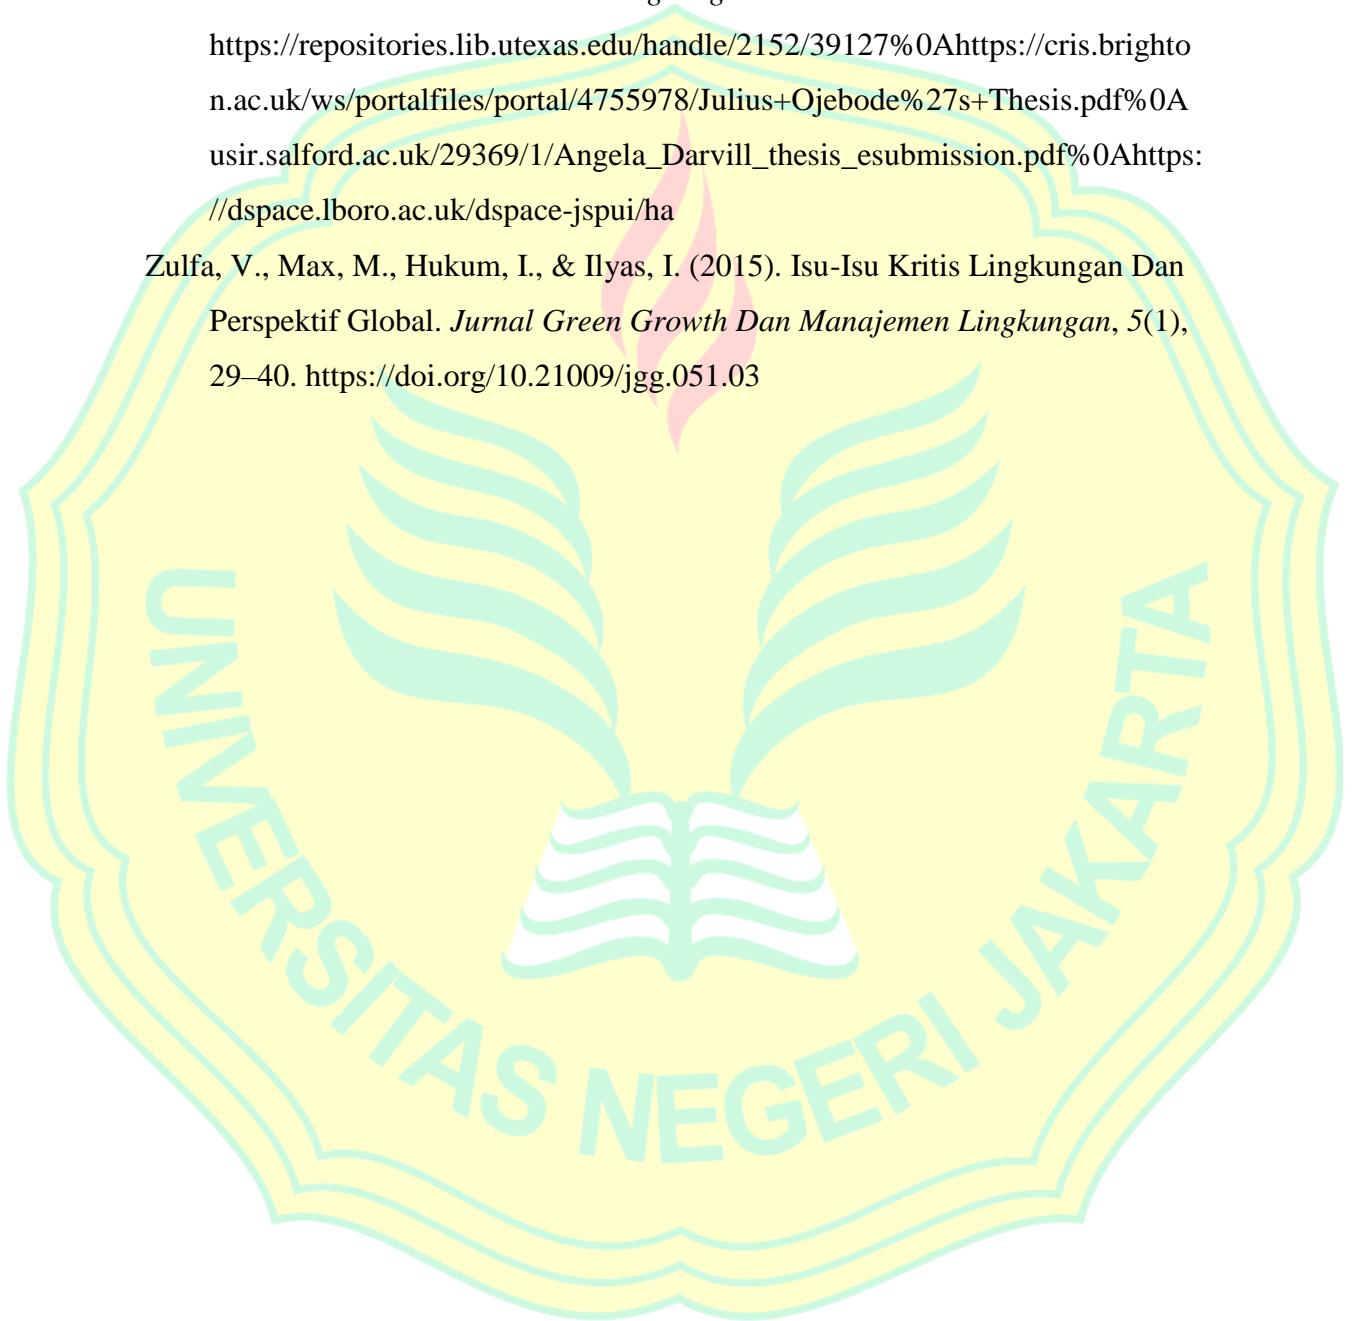 https://repositories.lib.utexas.edu/handle/2152/39127%0Ahttps://cris.brighto
n.ac.uk/ws/portalfiles/portal/4755978/Julius+Ojebode%27s+Thesis.pdf%0A
usir.salford.ac.uk/29369/1/Angela_Darvill_thesis_esubmission.pdf%0Ahttps:
//dspace.lboro.ac.uk/dspace-jspui/ha
Zulfa, V., Max, M., Hukum, I., & Ilyas, I. (2015). Isu-Isu Kritis Lingkungan Dan
Perspektif Global. Jurnal Green Growth Dan Manajemen Lingkungan, 5(1),
29–40. https://doi.org/10.21009/jgg.051.03
UNIVERSITAS NEGERI JAKARTA